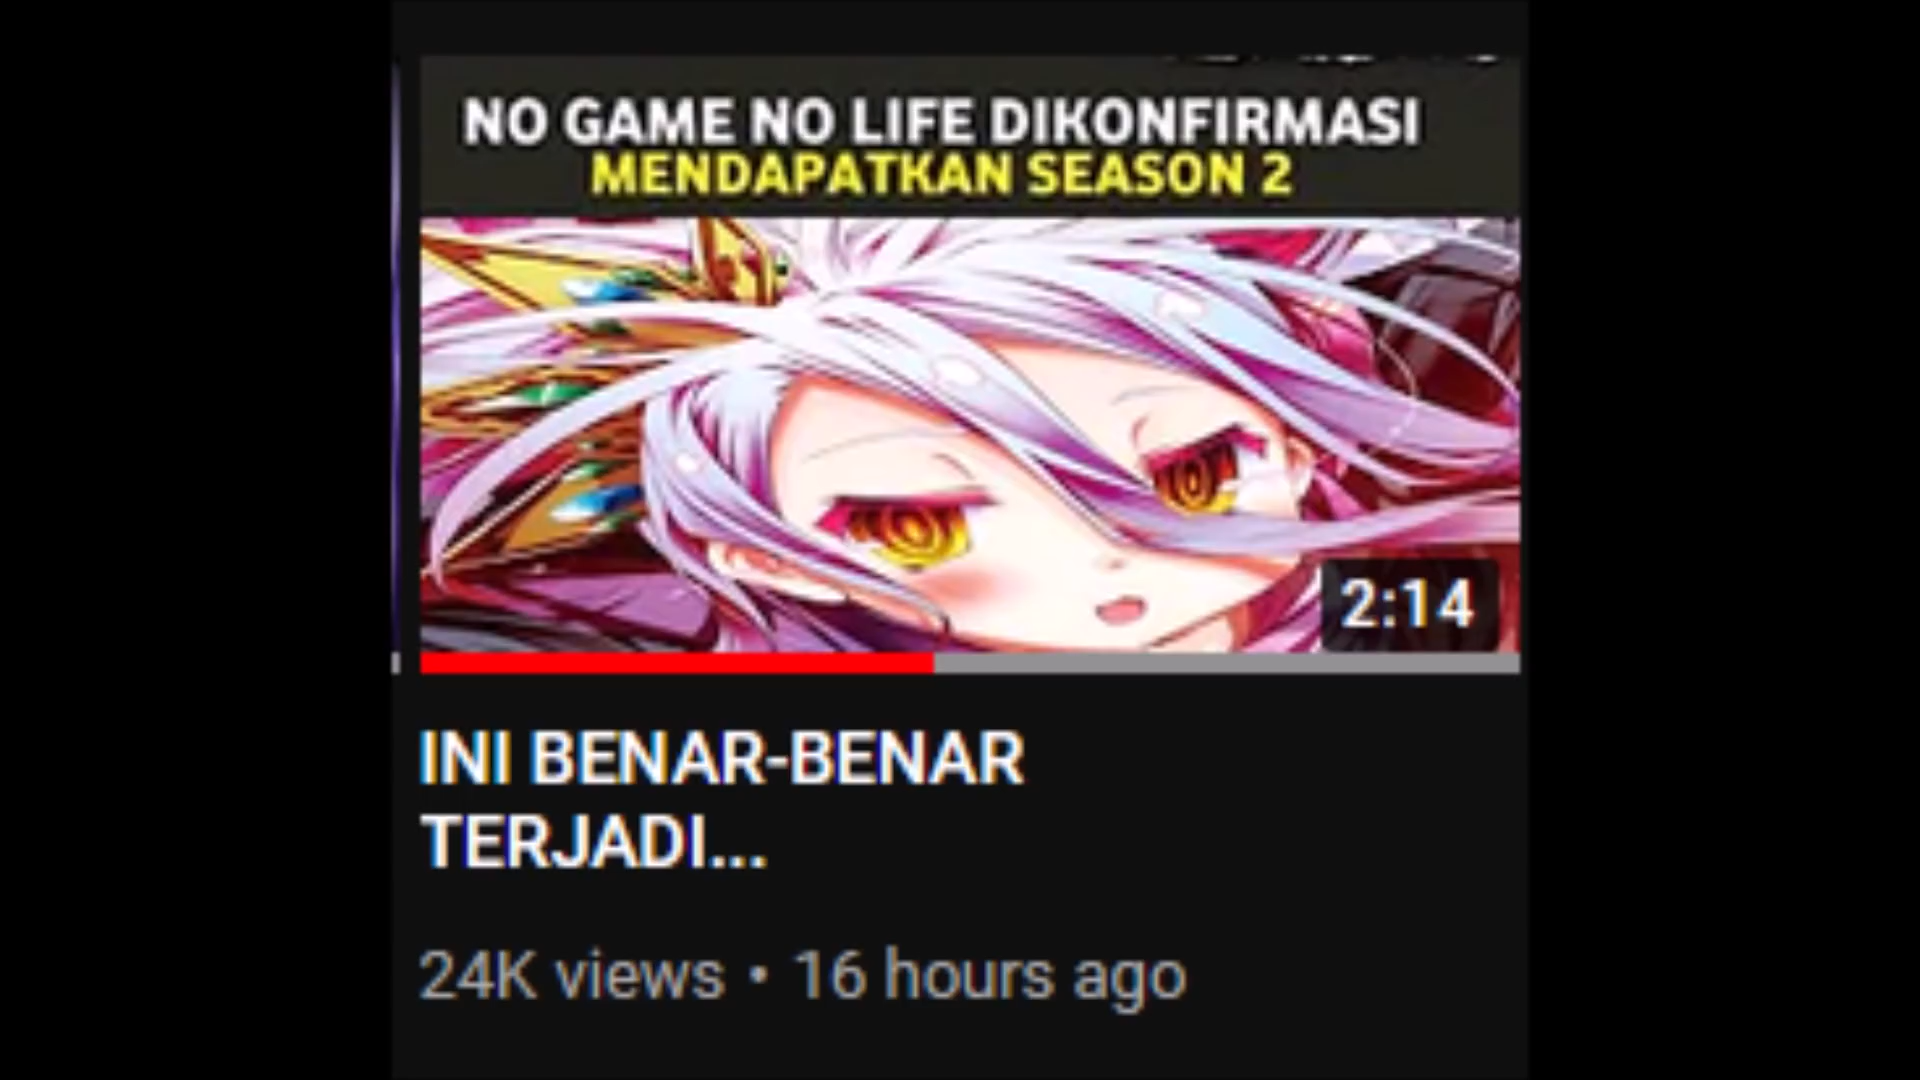 NO GAME NO LIFE DIKONFIRMASI
MENDAPATKAN SEASON 2
2:14
INI BENAR-BENAR
TERJADI...
24K views • 16 hours ago